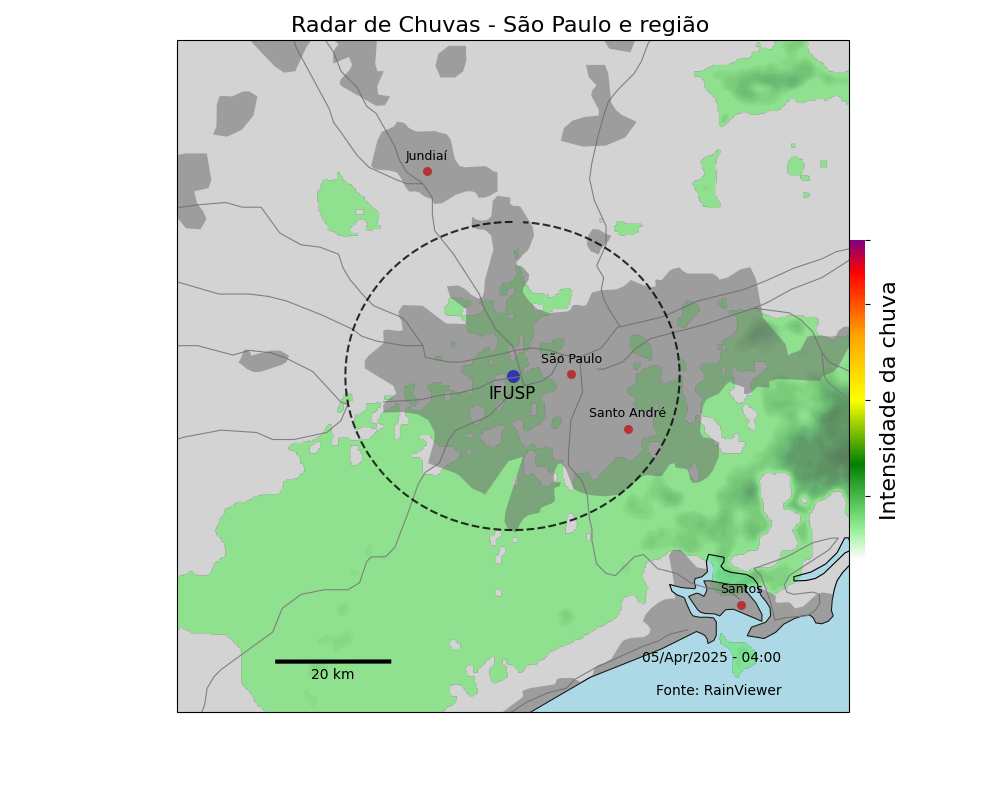 Radar de Chuvas - São Paulo e região
Jundiaí
São Paulo
IFUSP
Santo André
Intensidade da chuva
Santos
05/Apr/2025 - 04:00
20 km
Fonte: RainViewer